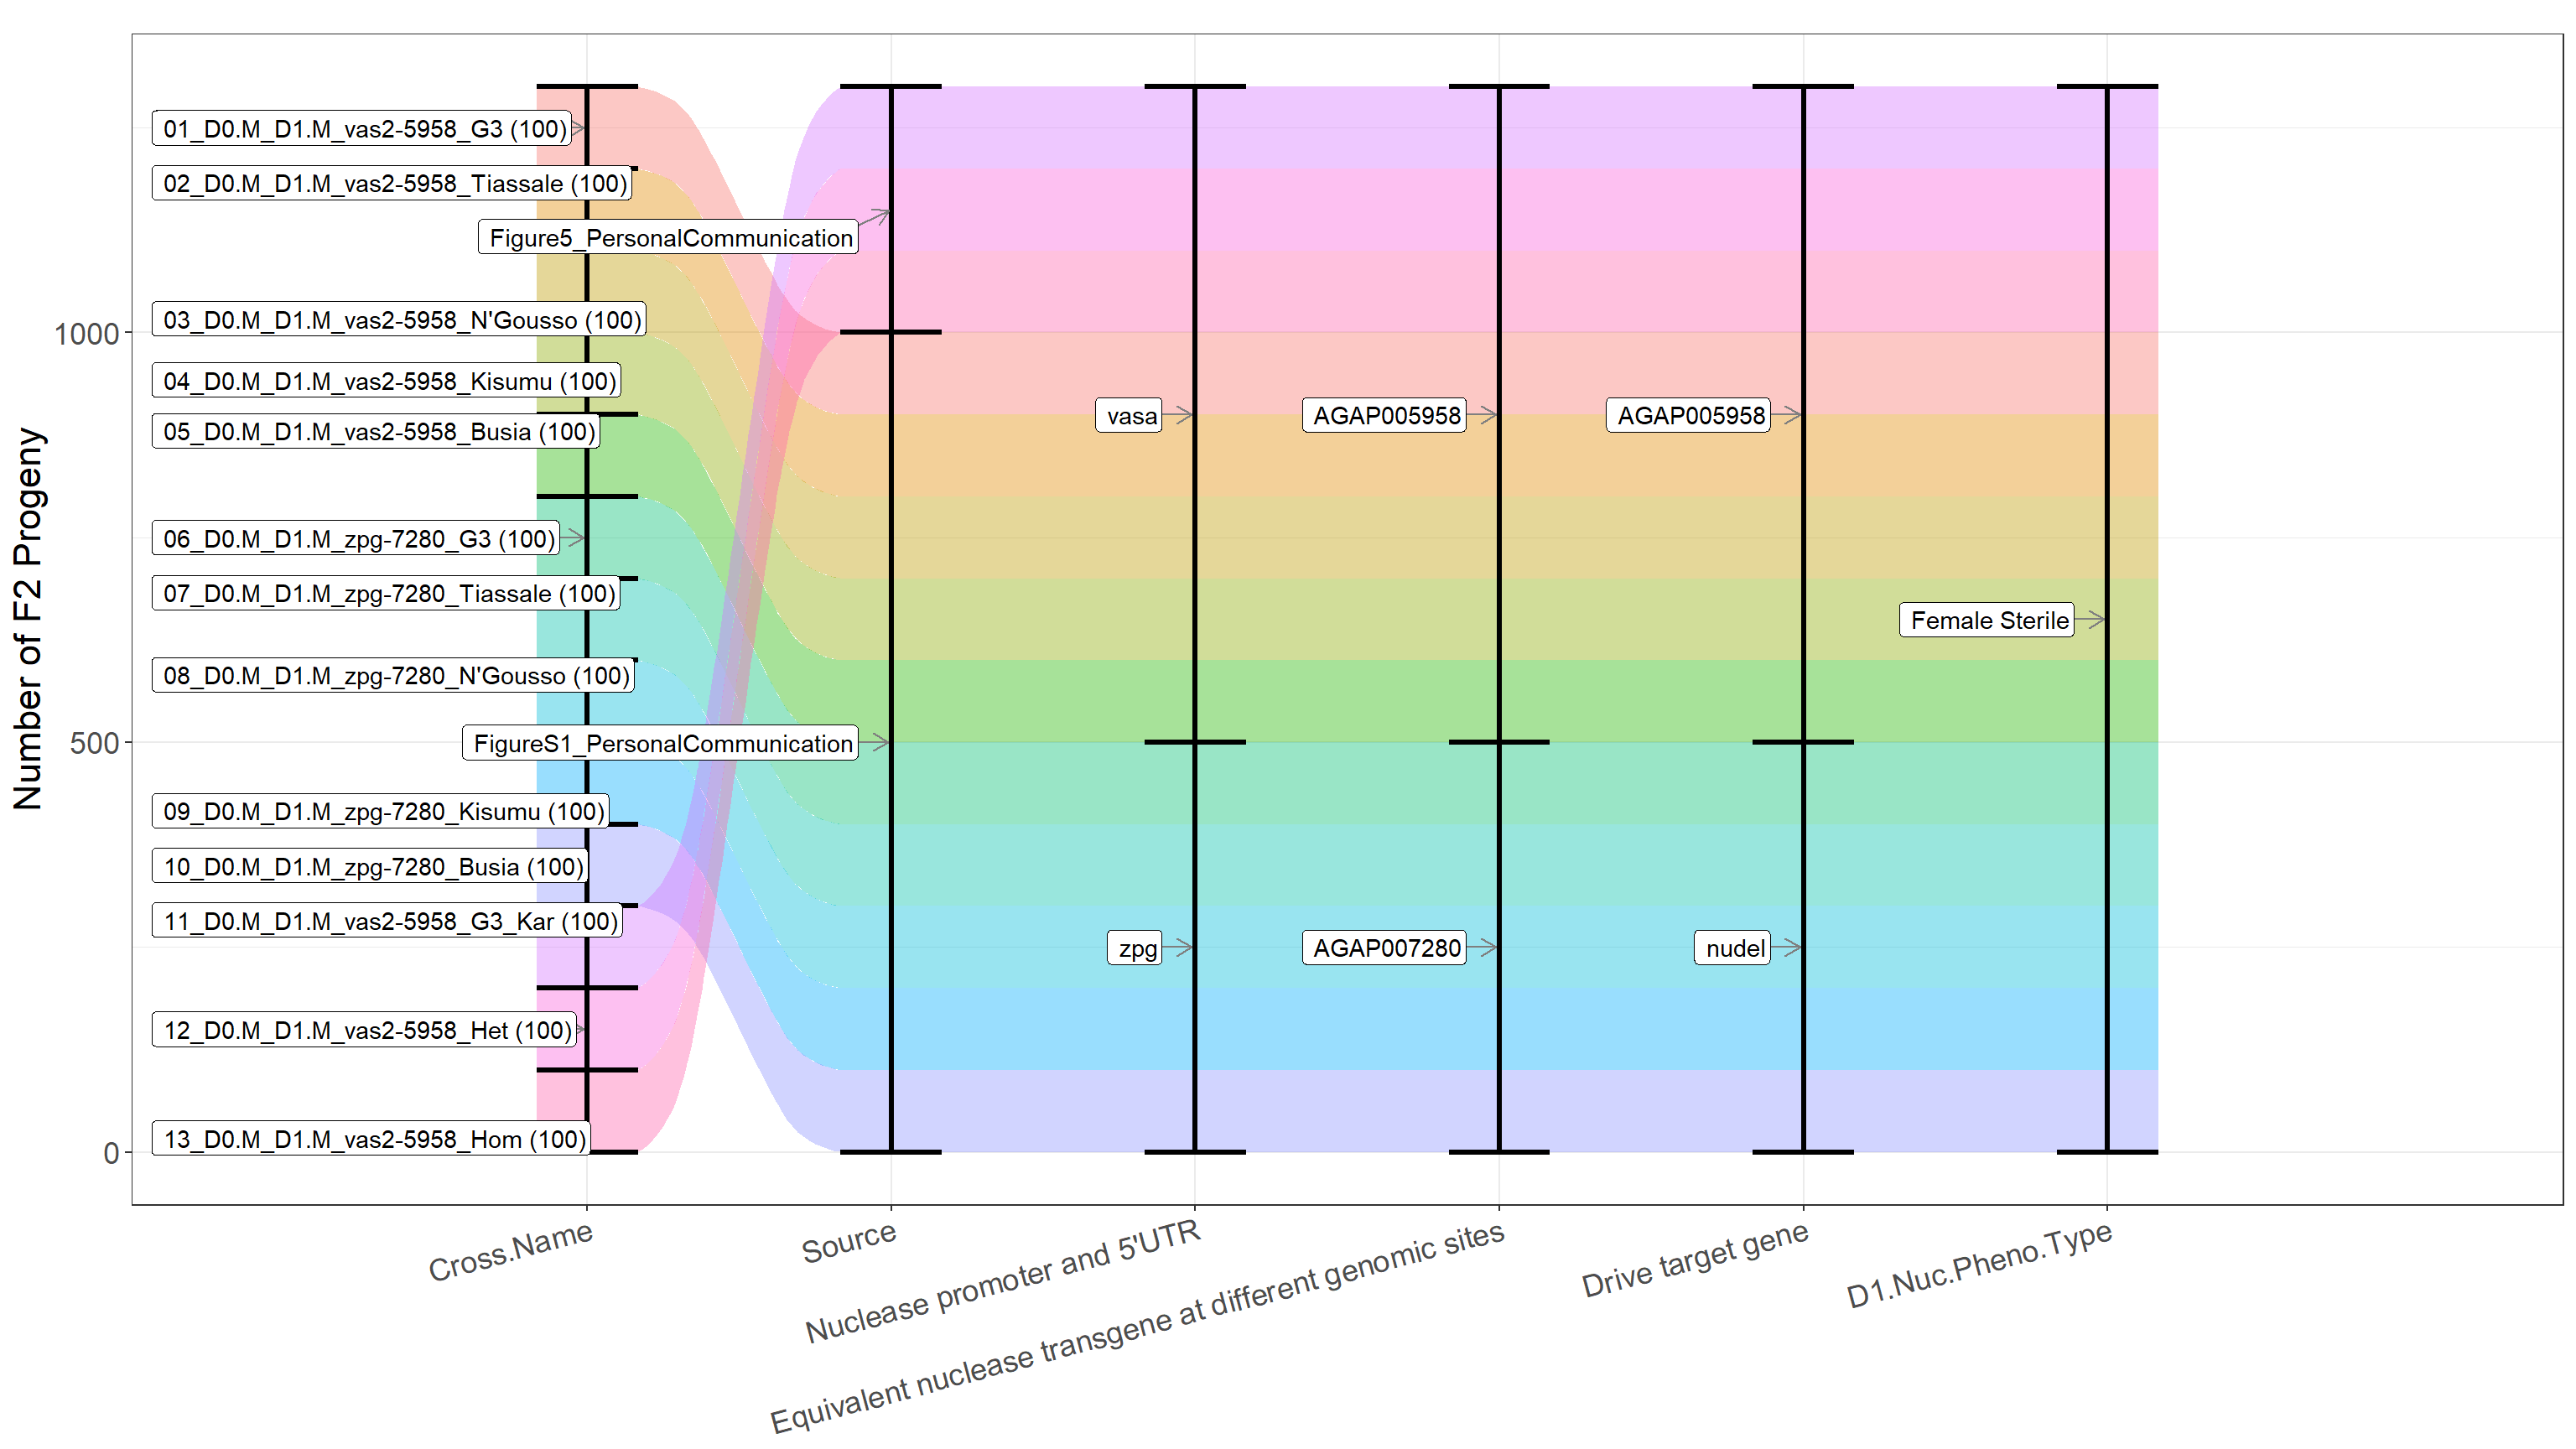 Number of F2 Progeny
1000
500
0
01_D0.M_D1.M_vas2-5958_G3 (100)
02_D0.M_D1.M_vas2-5958_Tiassale (100)
03_D0.M_D1.M_vas2-5958_N'Gousso (100)
04_D0.M_D1.M_vas2-5958_Kisumu (100)
05_D0.M_D1.M_vas2-5958_Busia (100)
06_D0.M_D1.M_zpg-7280_G3 (100)
07_D0.M_D1.M_zpg-7280_Tiassale (100)
08_D0.M_D1.M_zpg-7280_N'Gousso (100)
09_D0.M_D1.M_zpg-7280_Kisumu (100)
10_D0.M_D1.M_zpg-7280_Busia (100)
11_D0.M_D1.M_vas2-5958_G3_Kar (100)
12_D0.M_D1.M_vas2-5958_Het (100)
13_D0.M_D1.M_vas2-5958_Hom (100)
Figure5_PersonalCommunication
FigureS1_PersonalCommunication
vasa
zpg
AGAP005958
AGAP007280
AGAP005958
nudel
Female Sterile
Cross.Name
Source
Nuclease promoter and 5'UTR
Equivalent nuclease transgene at different genomic sites
Drive target gene
D1.Nuc.Pheno.Type